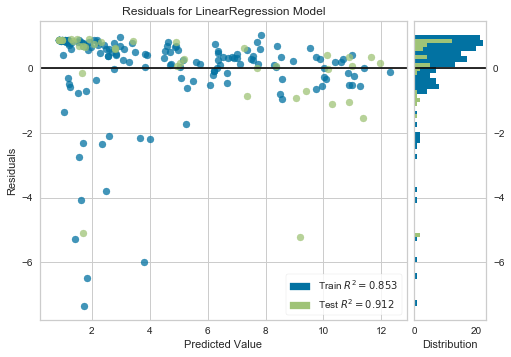 Residuals for LinearRegression Model
Residuals
0
−2
−4
−6
2
4
6
8
10
12
Predicted Value
Train R² = 0.853
Test R² = 0.912
0
−2
−4
−6
0
20
Distribution